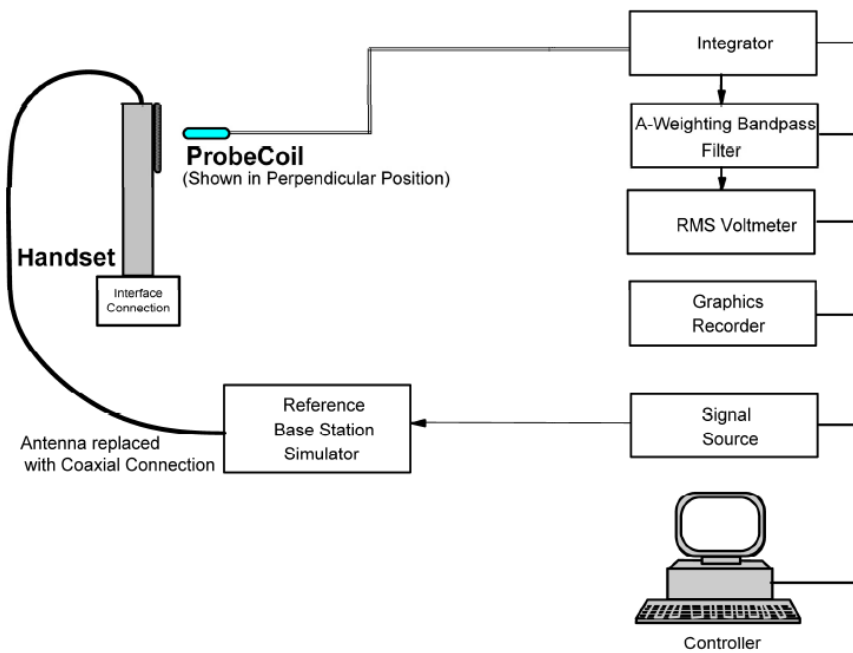 Integrator
A-Weighting Bandpass
Filter
RMS Voltmeter
Graphics
Recorder
Signal
Source
Controller
ProbeCoil
(Shown in Perpendicular Position)
Handset
Interface
Connection
Reference
Base Station
Simulator
Antenna replaced
with Coaxial Connection